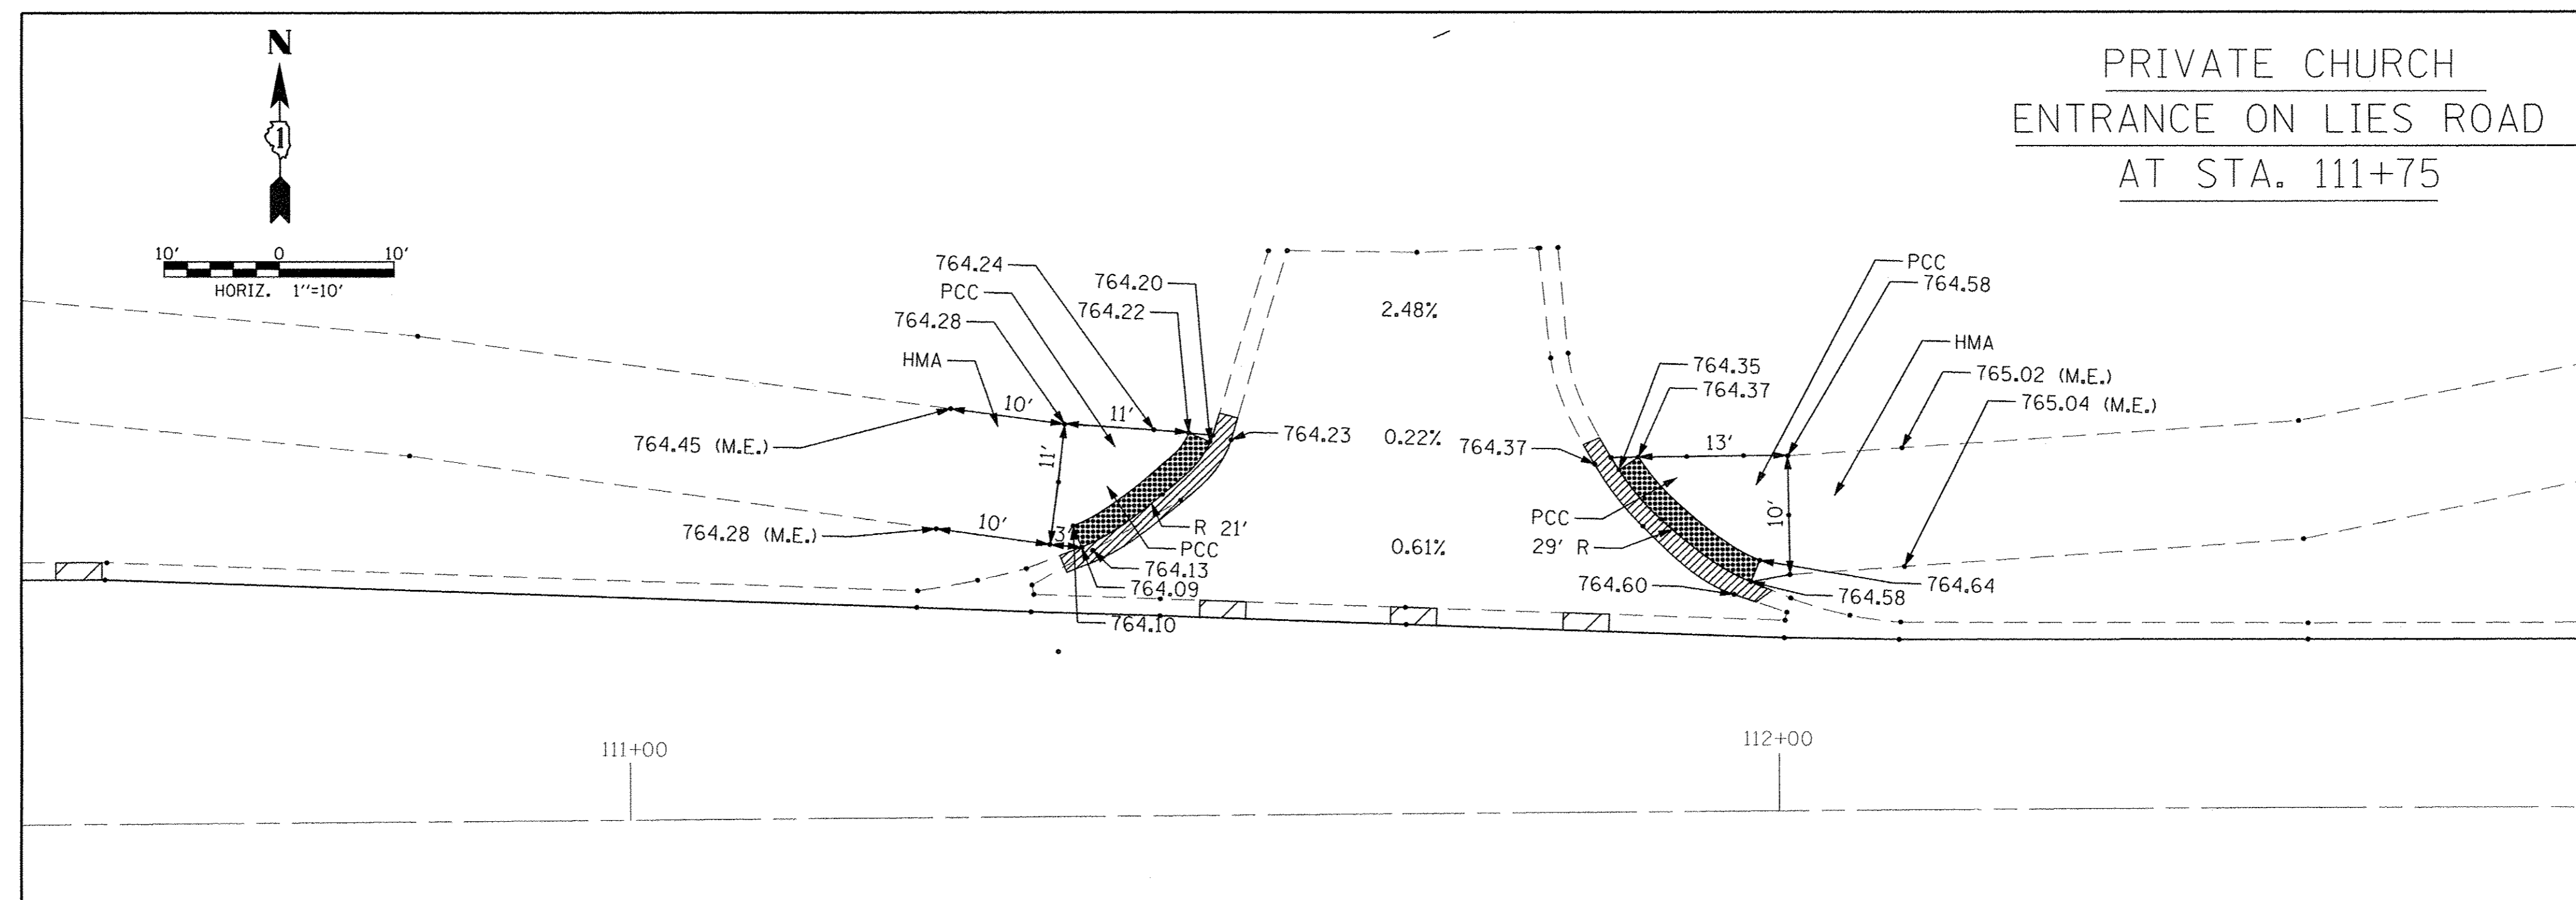 PRIVATE CHURCH
ENTRANCE ON LIES ROAD
AT STA. 111+75
N
1
10' 0 10'
HORIZ. 1"=10'
764.24
PCC
764.28
HMA
764.20
764.22
10'
11'
11'
764.45 (M.E.)
10'
3'
764.28 (M.E.)
764.23
R 21'
PCC
764.13
764.09
764.10
2.48%
0.22%
0.61%
PCC
764.58
HMA
764.35
764.37
765.02 (M.E.)
765.04 (M.E.)
764.37
13'
10'
PCC
29' R
764.60
764.64
764.58
111+00
112+00